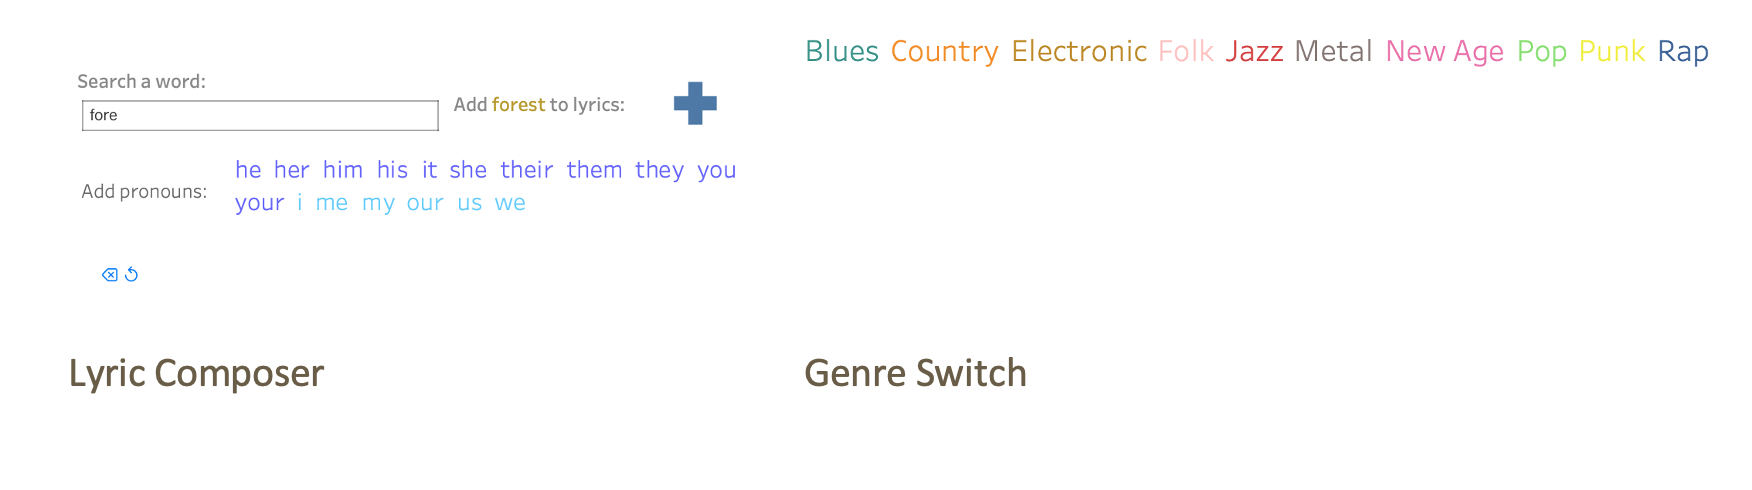 Blues Country Electronic Folk Jazz Metal New Age Pop Punk Rap
Search a word:
fore
Add forest to lyrics:
Add pronouns:
he her him his it she their them they you
your i me my our us we
Lyric Composer
Genre Switch